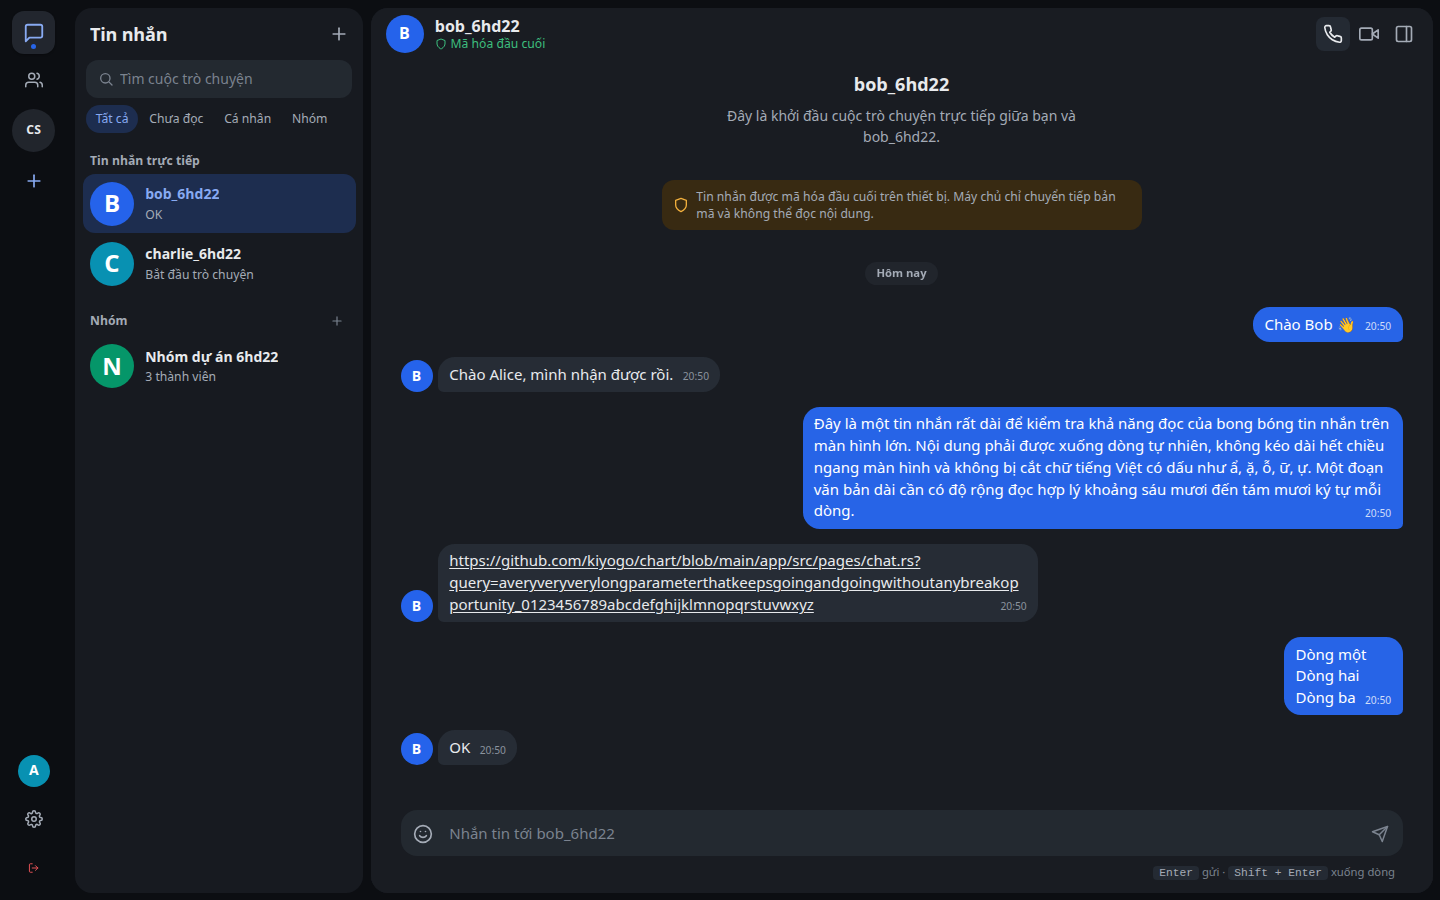 Tin nhắn
Tìm cuộc trò chuyện
Tất cả
Chưa đọc
Cá nhân
Nhóm
CS
Tin nhắn trực tiếp
B
bob_6hd22
OK
C
charlie_6hd22
Bắt đầu trò chuyện
Nhóm
N
Nhóm dự án 6hd22
3 thành viên
A
B
bob_6hd22
Mã hóa đầu cuối
bob_6hd22
Đây là khởi đầu cuộc trò chuyện trực tiếp giữa bạn và
bob_6hd22.
Tin nhắn được mã hóa đầu cuối trên thiết bị. Máy chủ chỉ chuyển tiếp bản
mã và không thể đọc nội dung.
Hôm nay
Chào Bob 👋 20:50
B
Chào Alice, mình nhận được rồi. 20:50
Đây là một tin nhắn rất dài để kiểm tra khả năng đọc của bong bóng tin nhắn trên
màn hình lớn. Nội dung phải được xuống dòng tự nhiên, không kéo dài hết chiều
ngang màn hình và không bị cắt chữ tiếng Việt có dấu như ẩ, ặ, ỗ, ữ, ự. Một đoạn
văn bản dài cần có độ rộng đọc hợp lý khoảng sáu mươi đến tám mươi ký tự mỗi
dòng. 20:50
https://github.com/kiyogo/chart/blob/main/app/src/pages/chat.rs?
query=averyveryverylongparameterthatkeepsgoingandgoingwithoutanybreakop
B
portunity_0123456789abcdefghijklmnopqrstuvwxyz 20:50
Dòng một
Dòng hai
Dòng ba 20:50
B
OK 20:50
Nhắn tin tới bob_6hd22
Enter gửi · Shift + Enter xuống dòng